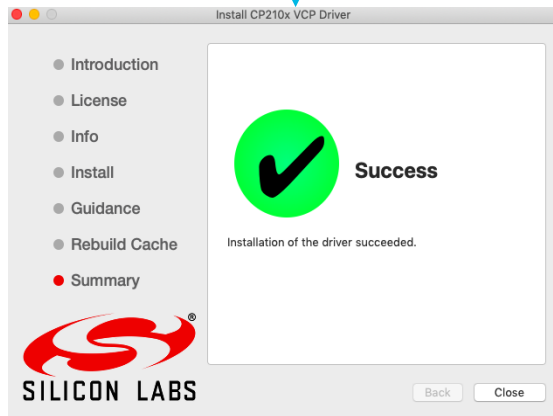 Install CP210x VCP Driver
Introduction
License
Info
Install
Guidance
Rebuild Cache
Summary
Success
Installation of the driver succeeded.
®
SILICON LABS
Back
Close